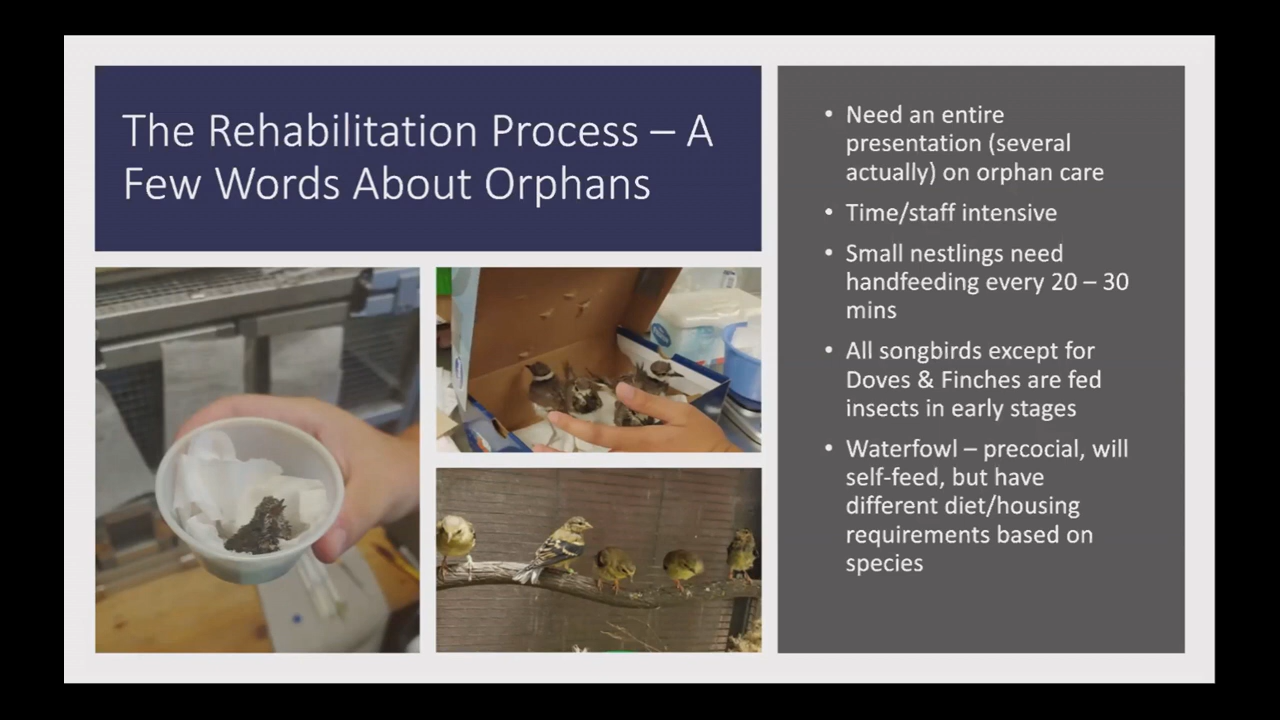 The Rehabilitation Process – A
Few Words About Orphans
• Need an entire
presentation (several
actually) on orphan care
• Time/staff intensive
• Small nestlings need
handfeeding every 20 – 30
mins
• All songbirds except for
Doves & Finches are fed
insects in early stages
• Waterfowl – precocial, will
self-feed, but have
different diet/housing
requirements based on
species